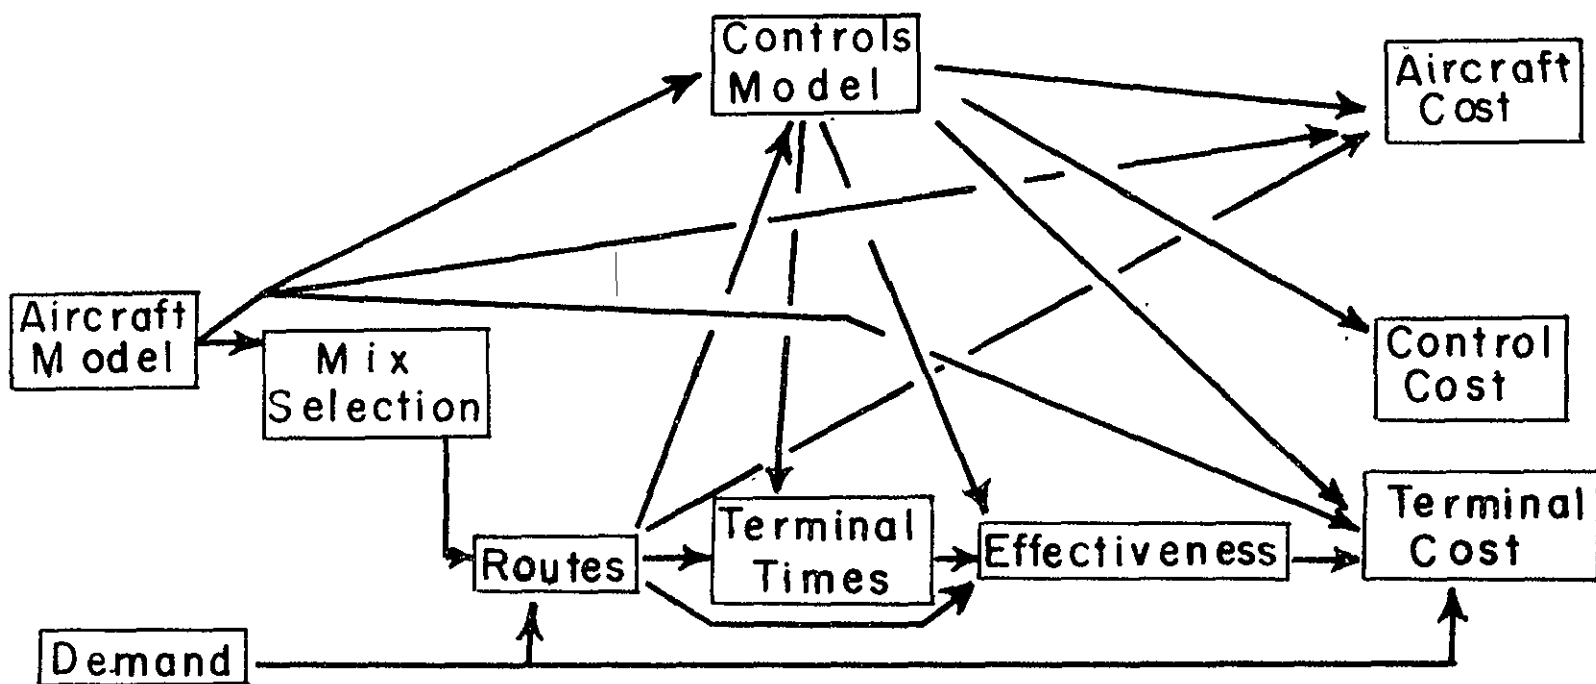 Controls
Model
Aircraft
Cost
Aircraft
Model
Mix
Selection
Control
Cost
Routes
Terminal
Times
Effectiveness
Terminal
Cost
Demand